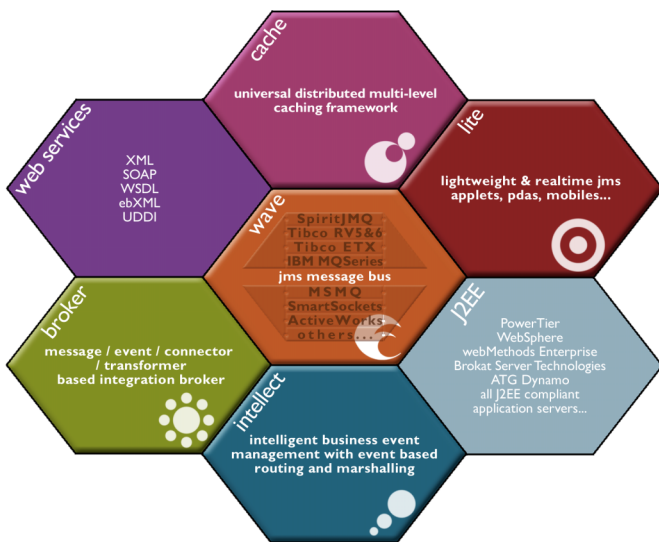 cache
universal distributed multi-level
caching framework
web services
XML
SOAP
WSDL
ebXML
UDDI
lite
lightweight & realtime jms
applets, pdas, mobiles...
wave
SpiritJMQ
Tibco RV5&6
Tibco ETX
IBM MQSeries
jms message bus
MSMQ
SmartSockets
ActiveWorks
others...
broker
message / event / connector
/ transformer
based integration broker
J2EE
PowerTier
WebSphere
webMethods Enterprise
Brokat Server Technologies
ATG Dynamo
all J2EE compliant
application servers...
intellect
intelligent business event
management with event based
routing and marshalling